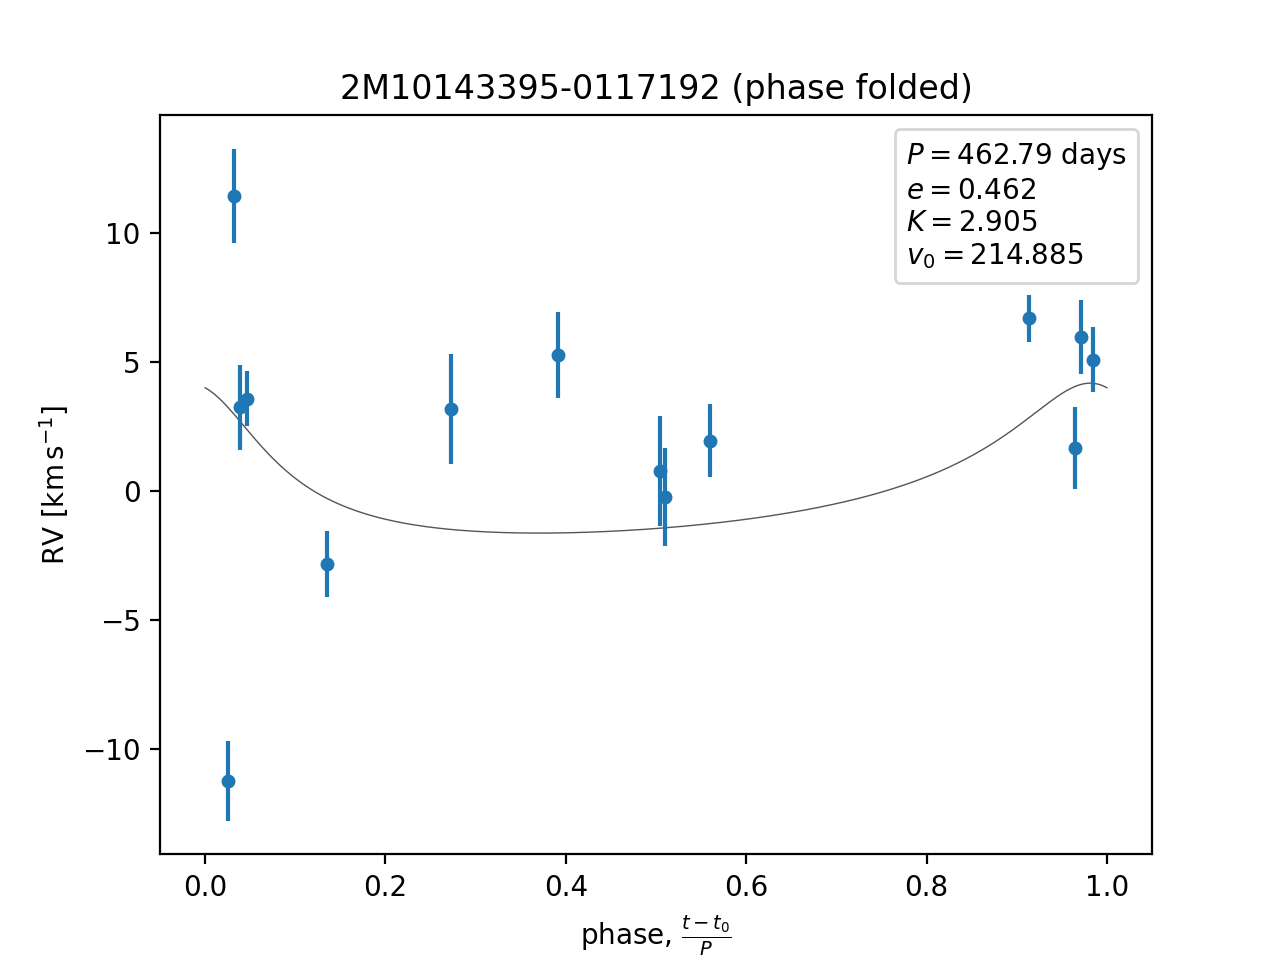 2M10143395-0117192 (phase folded)
P = 462.79 days
e = 0.462
K = 2.905
v₀ = 214.885
RV [km s⁻¹]
10
5
0
−5
−10
0.0 0.2 0.4 0.6 0.8 1.0
phase, (t − t₀)/P